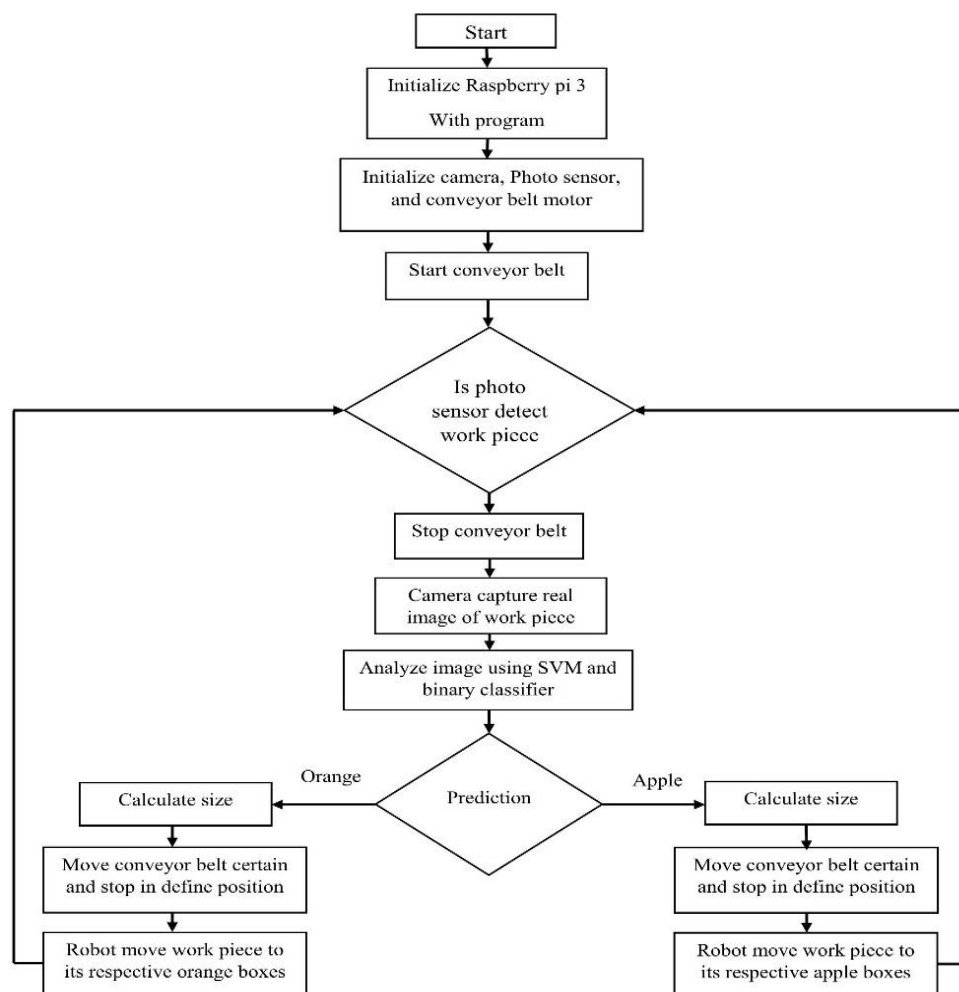 Start
Initialize Raspberry pi 3
With program
Initialize camera, Photo sensor,
and conveyor belt motor
Start conveyor belt
Is photo
sensor detect
work piece
Stop conveyor belt
Camera capture real
image of work piece
Analyze image using SVM and
binary classifier
Prediction
Orange
Apple
Calculate size
Move conveyor belt certain
and stop in define position
Robot move work piece to
its respective orange boxes
Calculate size
Move conveyor belt certain
and stop in define position
Robot move work piece to
its respective apple boxes